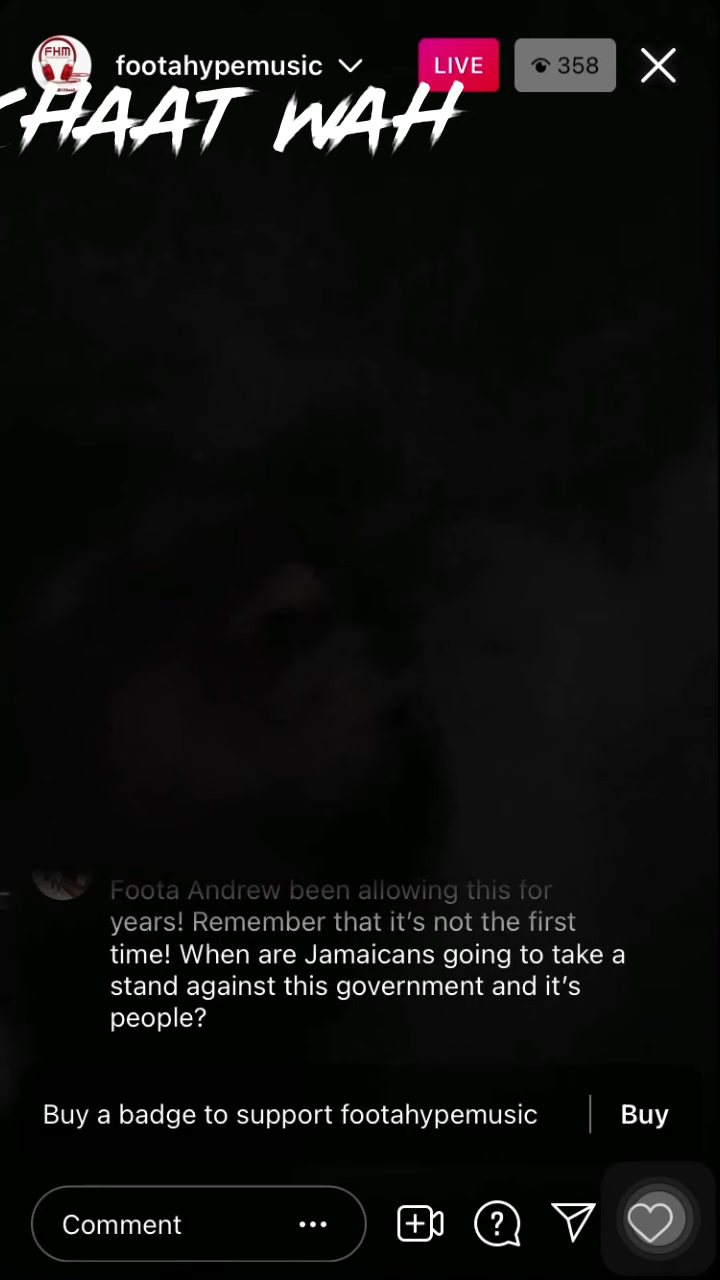 FHM
footahypemusic
LIVE
358
CHAAT WAH
Foota Andrew been allowing this for
years! Remember that it’s not the first
time! When are Jamaicans going to take a
stand against this government and it’s
people?
Buy a badge to support footahypemusic
Buy
Comment